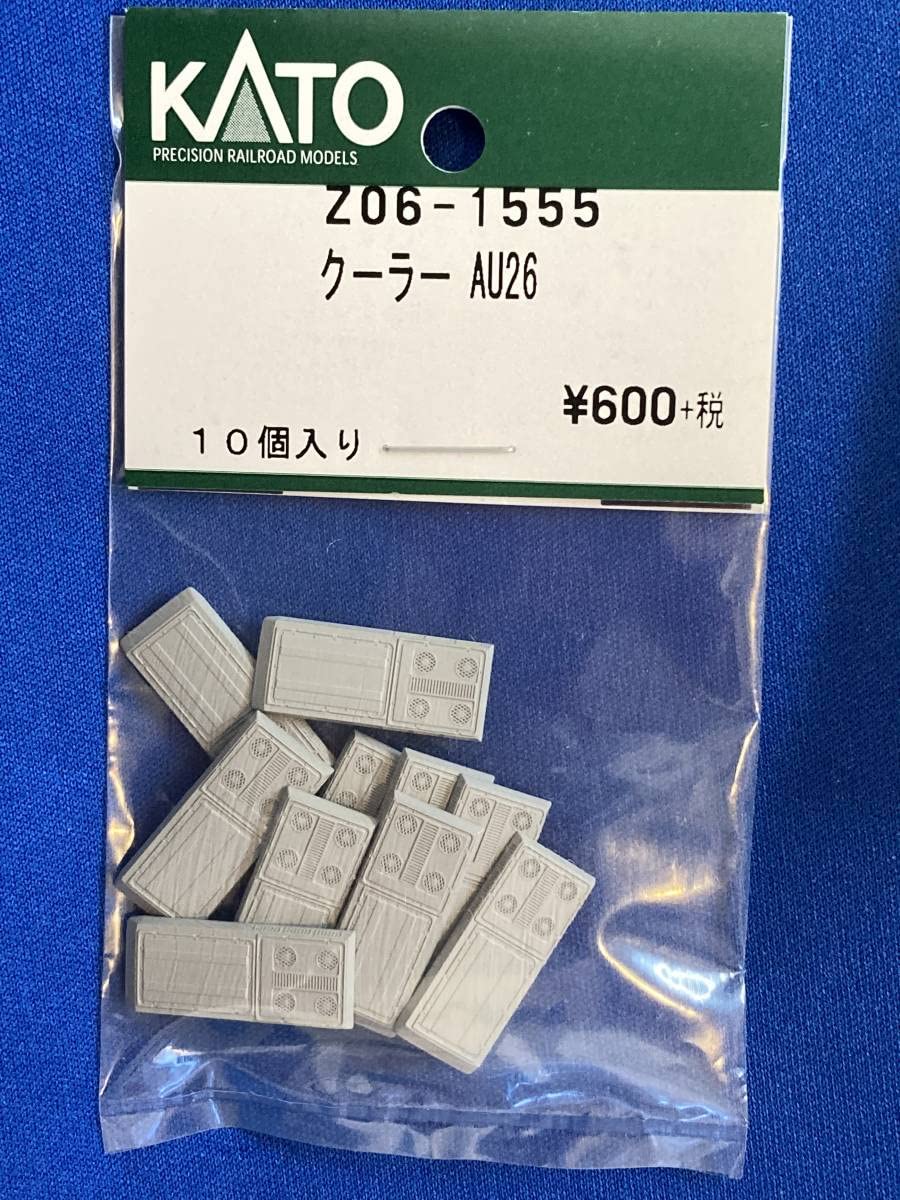 KATO
PRECISION RAILROAD MODELS
Z06-1555
クーラー AU26
¥600+税
10個入り